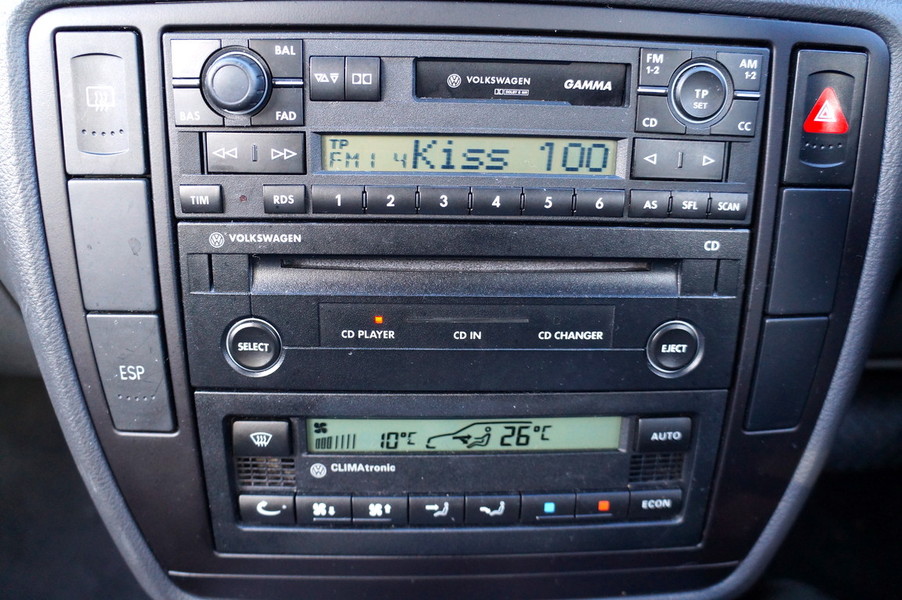 BAL
BAS
FAD
VOLKSWAGEN
GAMMA
FM
1-2
AM
1-2
TP
SET
CD
CC
TP
FM1 4 Kiss 100
TIM
RDS
1 2 3 4 5 6
AS
SFL
SCAN
VOLKSWAGEN
CD
SELECT
CD PLAYER
CD IN
CD CHANGER
EJECT
ESP
10°C
26°C
AUTO
CLIMAtronic
ECON